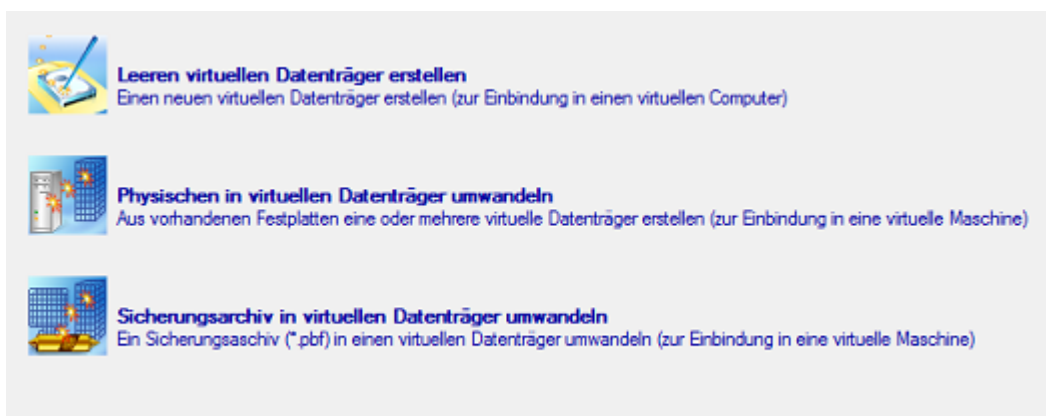 Leeren virtuellen Datenträger erstellen
Einen neuen virtuellen Datenträger erstellen (zur Einbindung in einen virtuellen Computer)
Physischen in virtuellen Datenträger umwandeln
Aus vorhandenen Festplatten eine oder mehrere virtuelle Datenträger erstellen (zur Einbindung in eine virtuelle Maschine)
Sicherungsarchiv in virtuellen Datenträger umwandeln
Ein Sicherungsaschiv (*.pbf) in einen virtuellen Datenträger umwandeln (zur Einbindung in eine virtuelle Maschine)